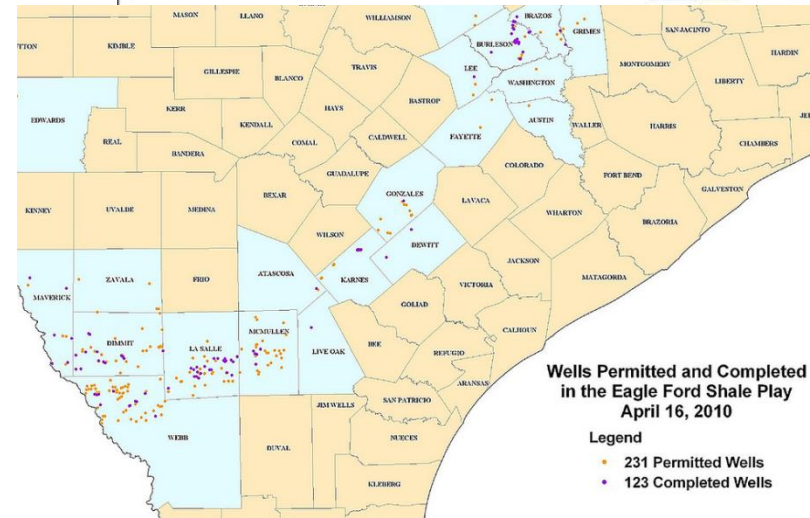 MASON
LLANO
WILLIAMSON
BRAZOS
GRIMES
SAN JACINTO
KIMBLE
BURLESON
MONTGOMERY
HARDIN
GILLESPIE
BLANCO
TRAVIS
LEE
WASHINGTON
LIBERTY
EDWARDS
KERR
HAYS
BASTROP
KENDALL
AUSTIN
WALLER
HARRIS
REAL
BANDERA
COMAL
CALDWELL
FAYETTE
CHAMBERS
GUADALUPE
COLORADO
FORT BEND
GALVESTON
KINNEY
UVALDE
MEDINA
BEXAR
GONZALES
LAVACA
WHARTON
BRAZORIA
WILSON
DEWITT
JACKSON
MAVERICK
ZAVALA
FRIO
ATASCOSA
KARNES
VICTORIA
MATAGORDA
GOLIAD
DIMMIT
LA SALLE
MCMULLEN
LIVE OAK
BEE
CALHOUN
REFUGIO
ARANSAS
WEBB
DUVAL
JIM WELLS
SAN PATRICIO
NUECES
KLEBERG
Wells Permitted and Completed
in the Eagle Ford Shale Play
April 16, 2010
Legend
231 Permitted Wells
123 Completed Wells